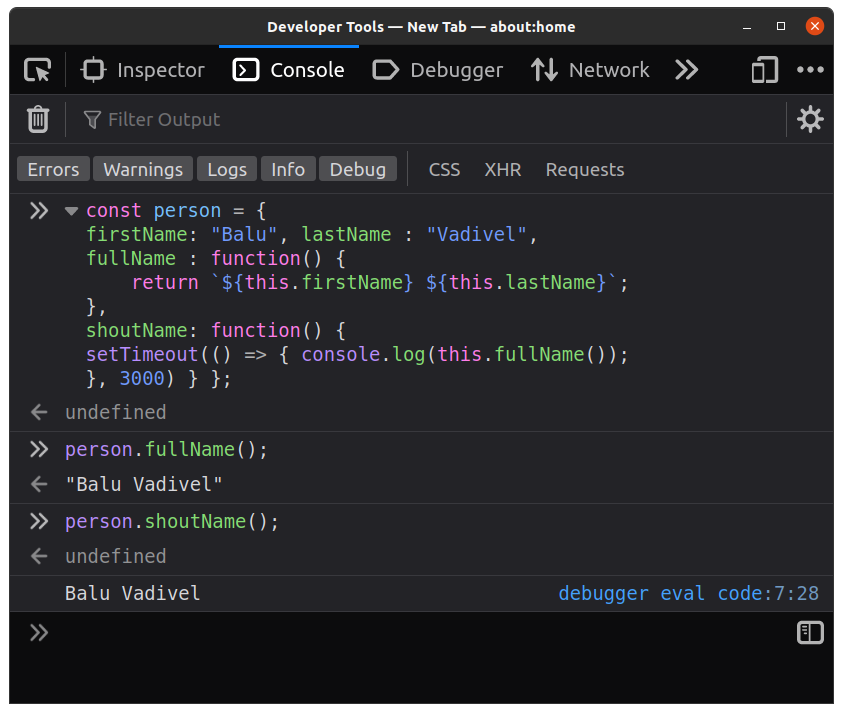 Developer Tools — New Tab — about:home
Inspector Console Debugger Network
Filter Output
Errors Warnings Logs Info Debug CSS XHR Requests
const person = {
firstName: "Balu", lastName : "Vadivel",
fullName : function() {
    return `${this.firstName} ${this.lastName}`;
},
shoutName: function() {
setTimeout(() => { console.log(this.fullName());
}, 3000) } };
undefined
person.fullName();
"Balu Vadivel"
person.shoutName();
undefined
Balu Vadivel debugger eval code:7:28